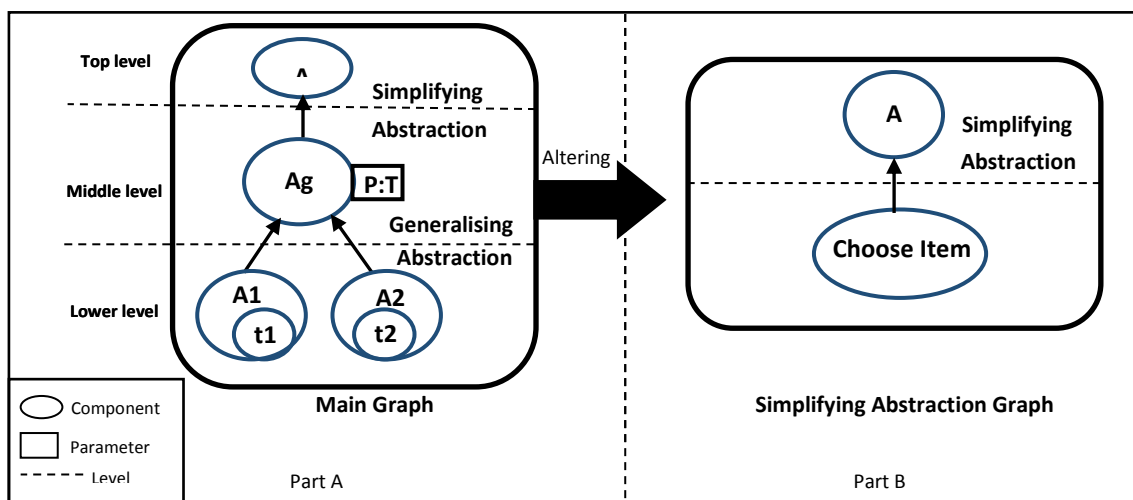 Top level
Simplifying
Abstraction
Middle level
Ag
P:T
Generalising
Abstraction
Lower level
A1
A2
t1
t2
Main Graph
Component
Parameter
Level
Part A
Altering
A
Simplifying
Abstraction
Choose Item
Simplifying Abstraction Graph
Part B